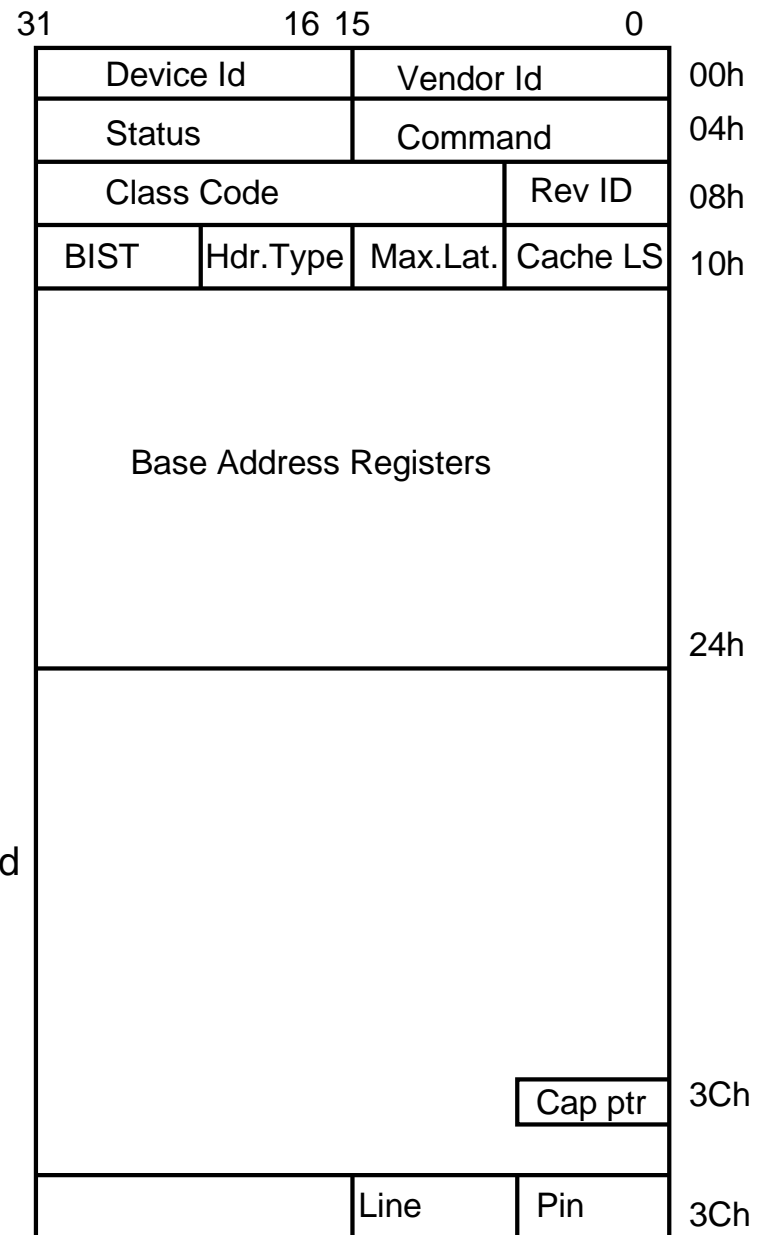 31 16 15 0
Device Id Vendor Id 00h
Status Command 04h
Class Code Rev ID 08h
BIST Hdr.Type Max.Lat. Cache LS 10h
Base Address Registers
24h
d
Cap ptr 3Ch
Line Pin 3Ch